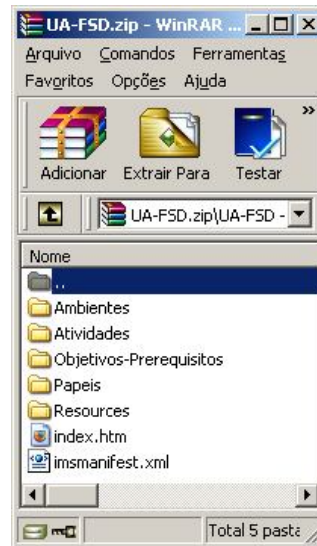 UA-FSD.zip - WinRAR ...
Arquivo Comandos Ferramentas
Favoritos Opções Ajuda
Adicionar Extrair Para Testar »
UA-FSD.zip\UA-FSD -
Nome
..
Ambientes
Atividades
Objetivos-Prerequisitos
Papeis
Resources
index.htm
imsmanifest.xml
Total 5 pasta